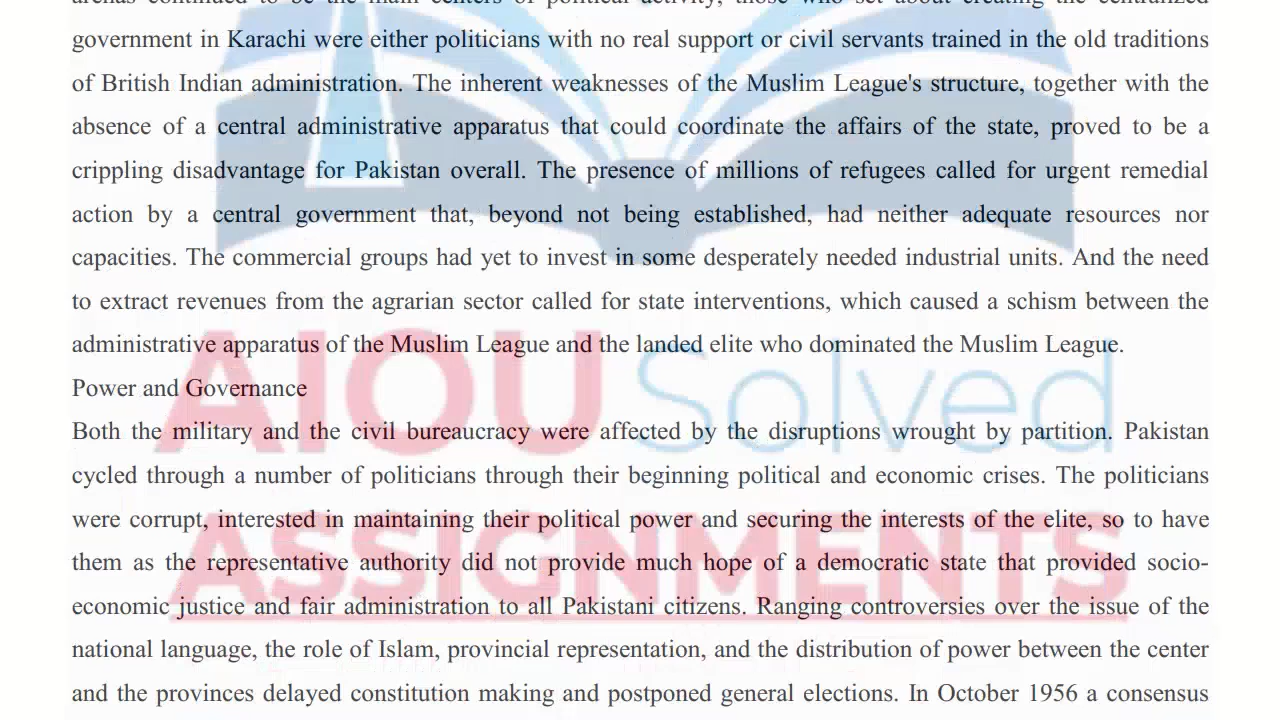 arenas continued to be the main centers of political activity, those who set about creating the centralized
government in Karachi were either politicians with no real support or civil servants trained in the old traditions
of British Indian administration. The inherent weaknesses of the Muslim League's structure, together with the
absence of a central administrative apparatus that could coordinate the affairs of the state, proved to be a
crippling disadvantage for Pakistan overall. The presence of millions of refugees called for urgent remedial
action by a central government that, beyond not being established, had neither adequate resources nor
capacities. The commercial groups had yet to invest in some desperately needed industrial units. And the need
to extract revenues from the agrarian sector called for state interventions, which caused a schism between the
administrative apparatus of the Muslim League and the landed elite who dominated the Muslim League.
Power and Governance
Both the military and the civil bureaucracy were affected by the disruptions wrought by partition. Pakistan
cycled through a number of politicians through their beginning political and economic crises. The politicians
were corrupt, interested in maintaining their political power and securing the interests of the elite, so to have
them as the representative authority did not provide much hope of a democratic state that provided socio-
economic justice and fair administration to all Pakistani citizens. Ranging controversies over the issue of the
national language, the role of Islam, provincial representation, and the distribution of power between the center
and the provinces delayed constitution making and postponed general elections. In October 1956 a consensus
AIOU Solved
ASSIGNMENTS